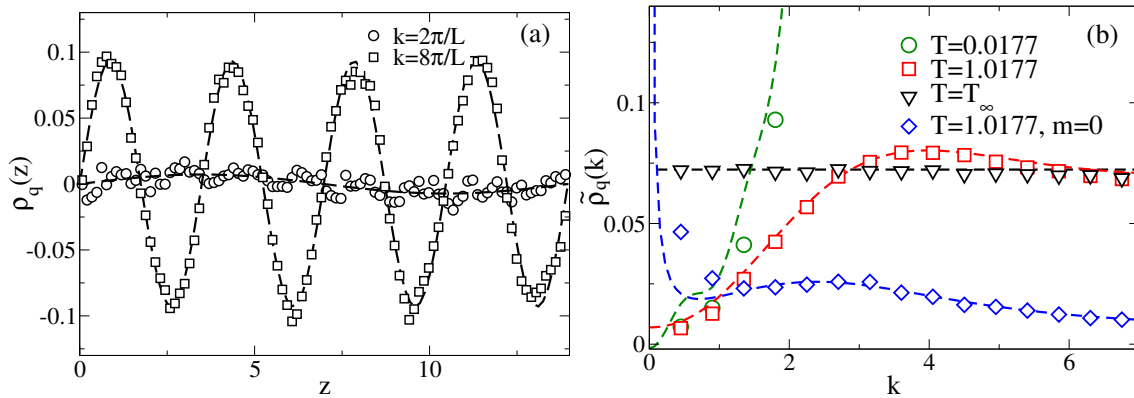 (a)
k=2π/L
k=8π/L
0.1
0.05
0
-0.05
-0.1
ρq(z)
0
5
10
z
(b)
T=0.0177
T=1.0177
T=T∞
T=1.0177, m=0
0.1
0.05
0
ρ̃q(k)
0
2
4
6
k